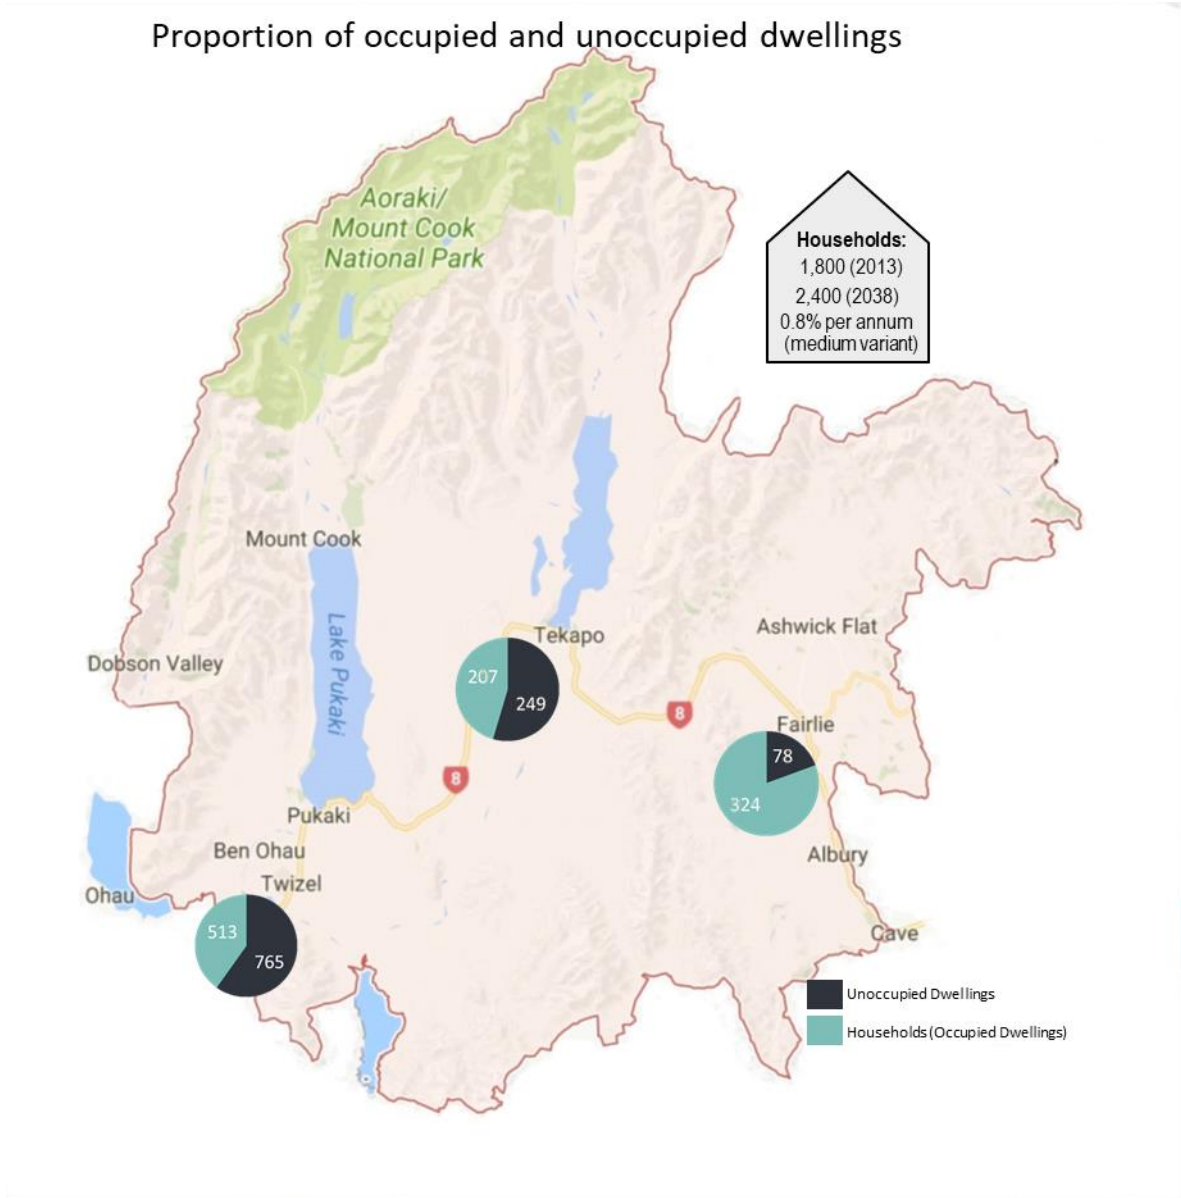 Proportion of occupied and unoccupied dwellings
Aoraki/
Mount Cook
National Park
Households:
1,800 (2013)
2,400 (2038)
0.8% per annum
(medium variant)
Mount Cook
Lake Pukaki
Tekapo
Ashwick Flat
Dobson Valley
207
249
8
Fairlie
78
324
8
Pukaki
Ben Ohau
Twizel
Albury
Ohau
513
765
Cave
Unoccupied Dwellings
Households (Occupied Dwellings)